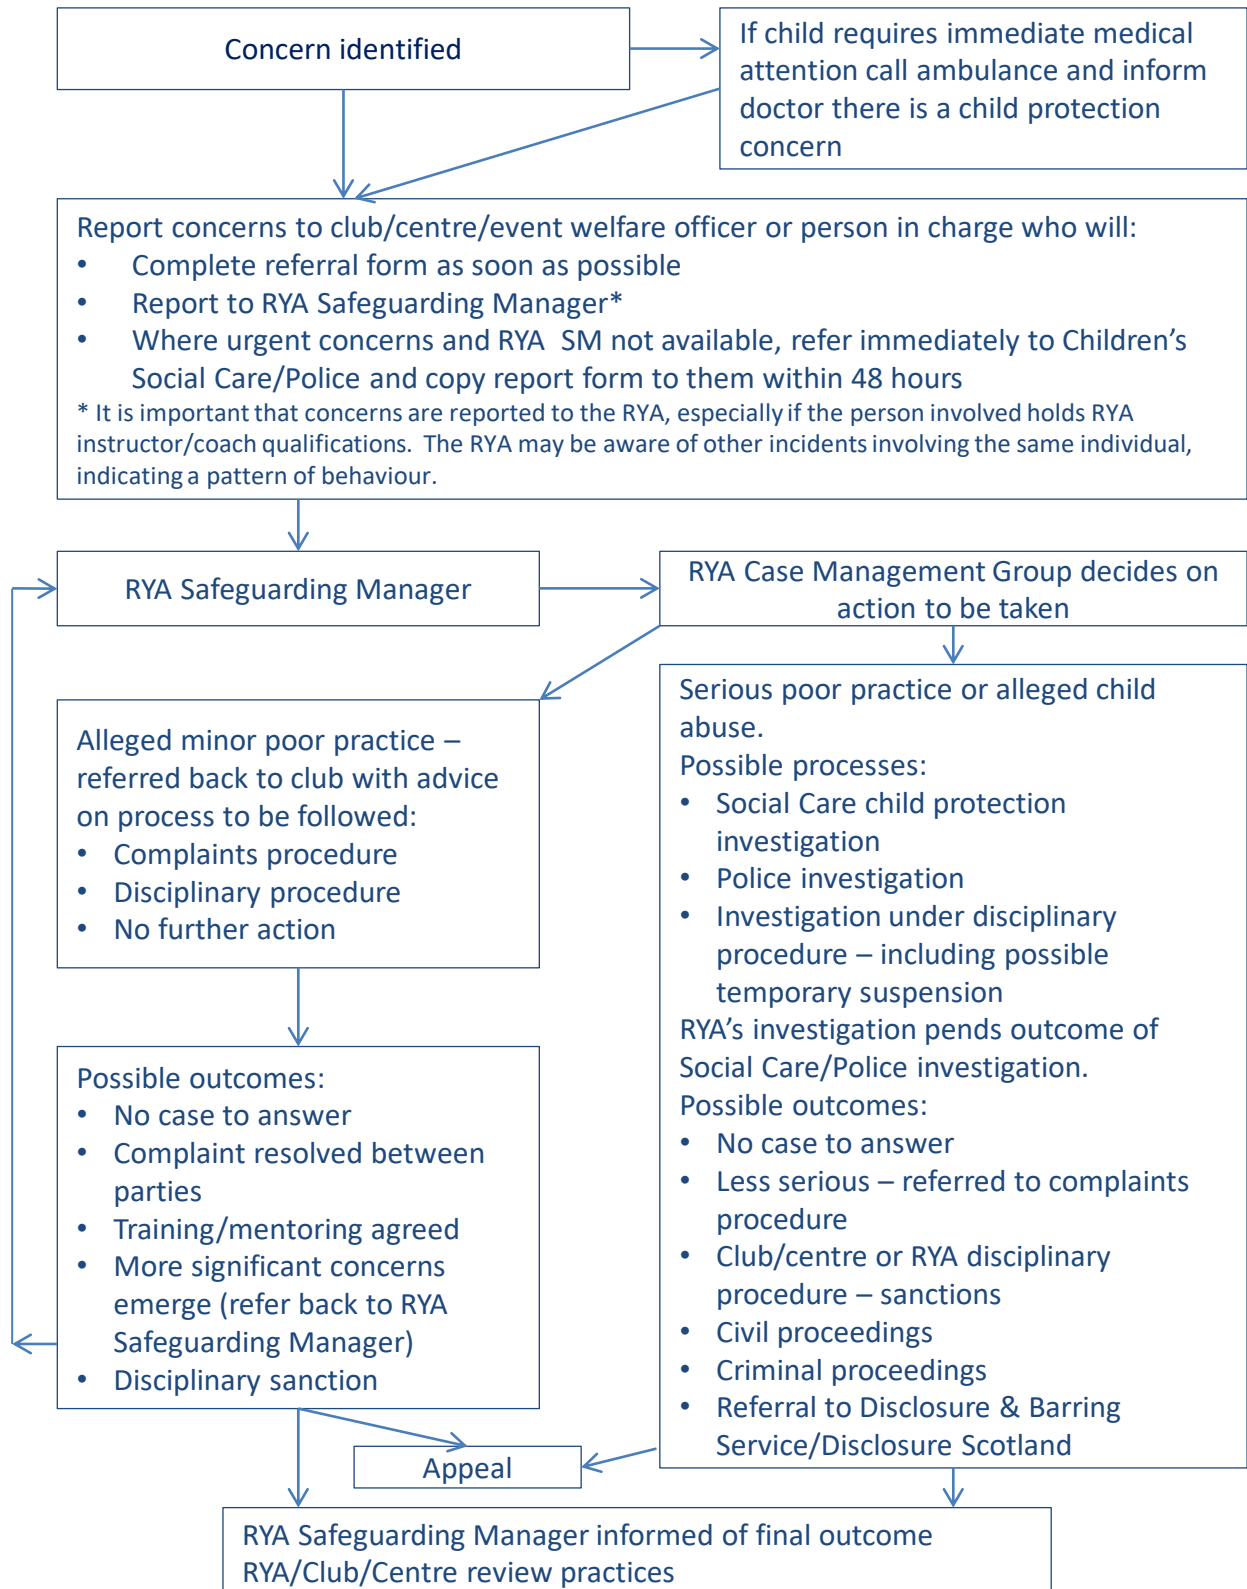 Concern identified
If child requires immediate medical
attention call ambulance and inform
doctor there is a child protection
concern
Report concerns to club/centre/event welfare officer or person in charge who will:
• Complete referral form as soon as possible
• Report to RYA Safeguarding Manager*
• Where urgent concerns and RYA SM not available, refer immediately to Children’s
Social Care/Police and copy report form to them within 48 hours
* It is important that concerns are reported to the RYA, especially if the person involved holds RYA
instructor/coach qualifications. The RYA may be aware of other incidents involving the same individual,
indicating a pattern of behaviour.
RYA Safeguarding Manager
RYA Case Management Group decides on
action to be taken
Alleged minor poor practice –
referred back to club with advice
on process to be followed:
• Complaints procedure
• Disciplinary procedure
• No further action
Serious poor practice or alleged child
abuse.
Possible processes:
• Social Care child protection
investigation
• Police investigation
• Investigation under disciplinary
procedure – including possible
temporary suspension
RYA’s investigation pends outcome of
Social Care/Police investigation.
Possible outcomes:
• No case to answer
• Less serious – referred to complaints
procedure
• Club/centre or RYA disciplinary
procedure – sanctions
• Civil proceedings
• Criminal proceedings
• Referral to Disclosure & Barring
Service/Disclosure Scotland
Possible outcomes:
• No case to answer
• Complaint resolved between
parties
• Training/mentoring agreed
• More significant concerns
emerge (refer back to RYA
Safeguarding Manager)
• Disciplinary sanction
Appeal
RYA Safeguarding Manager informed of final outcome
RYA/Club/Centre review practices